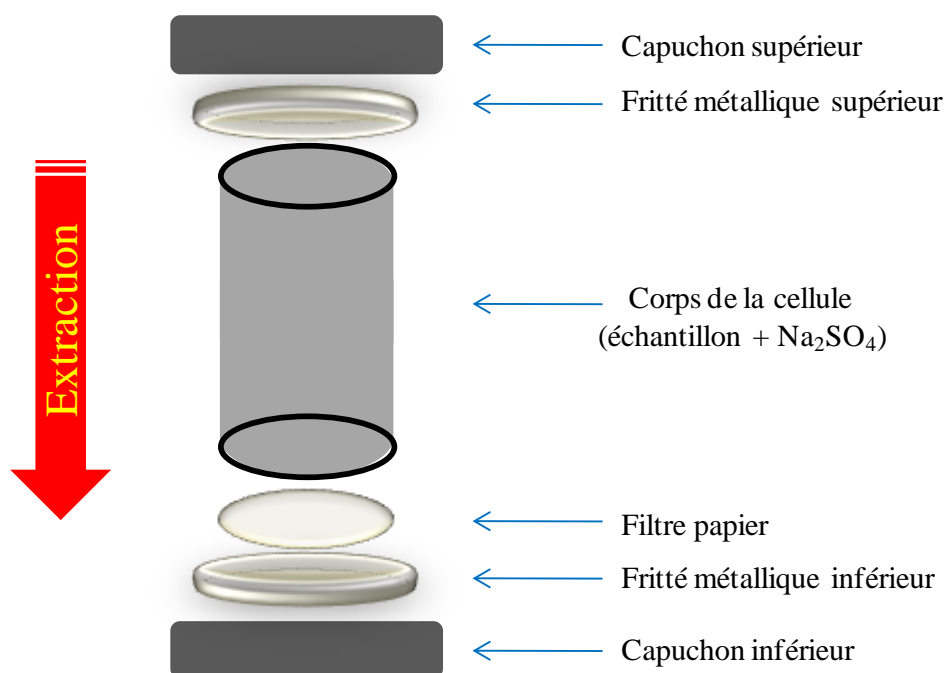 Capuchon supérieur
Fritté métallique supérieur
Extraction
Corps de la cellule
(échantillon + Na₂SO₄)
Filtre papier
Fritté métallique inférieur
Capuchon inférieur